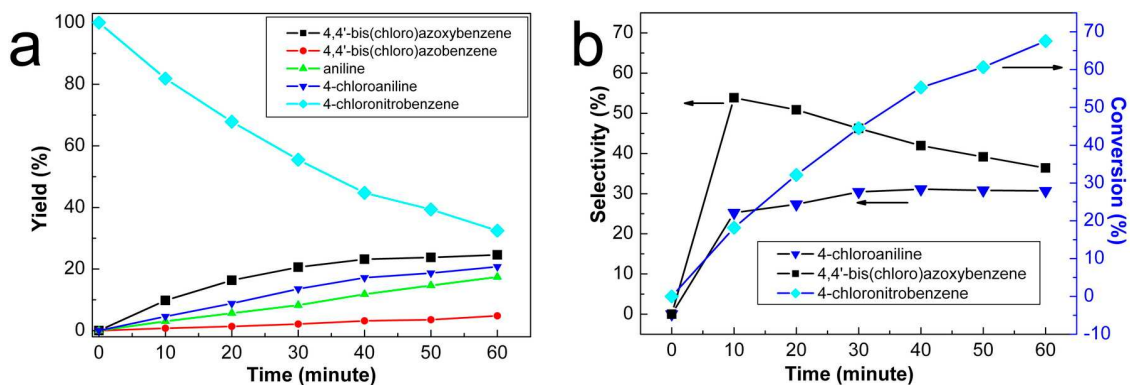 a
Yield (%)
100
80
60
40
20
0
4,4'-bis(chloro)azoxybenzene
4,4'-bis(chloro)azobenzene
aniline
4-chloroaniline
4-chloronitrobenzene
0 10 20 30 40 50 60
Time (minute)
b
Selectivity (%)
70
60
50
40
30
20
10
0
4-chloroaniline
4,4'-bis(chloro)azoxybenzene
4-chloronitrobenzene
0 10 20 30 40 50 60
Time (minute)
70
60
50
40
30
20
10
0
-10
Conversion (%)